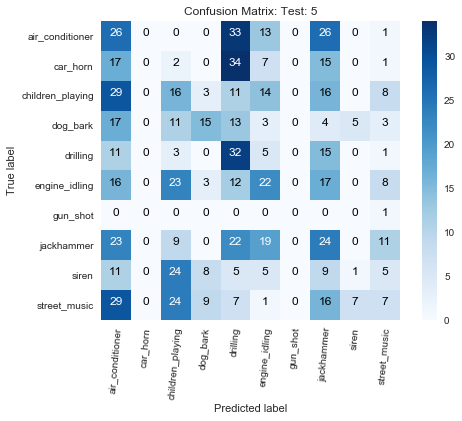 Confusion Matrix: Test: 5
True label
air_conditioner 26 0 0 0 33 13 0 26 0 1
car_horn 17 0 2 0 34 7 0 15 0 1
children_playing 29 0 16 3 11 14 0 16 0 8
dog_bark 17 0 11 15 13 3 0 4 5 3
drilling 11 0 3 0 32 5 0 15 0 1
engine_idling 16 0 23 3 12 22 0 17 0 8
gun_shot 0 0 0 0 0 0 0 0 0 1
jackhammer 23 0 9 0 22 19 0 24 0 11
siren 11 0 24 8 5 5 0 9 1 5
street_music 29 0 24 9 7 1 0 16 7 7
air_conditioner car_horn children_playing dog_bark drilling engine_idling gun_shot jackhammer siren street_music
Predicted label
30
25
20
15
10
5
0